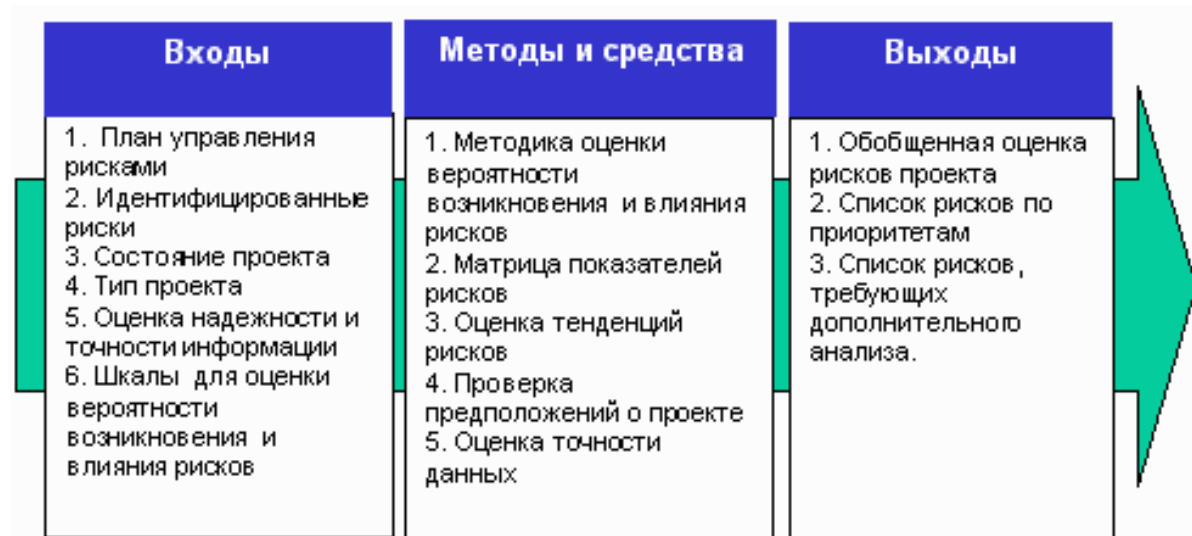 Входы
1. План управления
рисками
2. Идентифицированные
риски
3. Состояние проекта
4. Тип проекта
5. Оценка надежности и
точности информации
6. Шкалы для оценки
вероятности
возникновения и
влияния рисков
Методы и средства
1. Методика оценки
вероятности
возникновения и влияния
рисков
2. Матрица показателей
рисков
3. Оценка тенденций
рисков
4. Проверка
предположений о проекте
5. Оценка точности
данных
Выходы
1. Обобщенная оценка
рисков проекта
2. Список рисков по
приоритетам
3. Список рисков,
требующих
дополнительного
анализа.